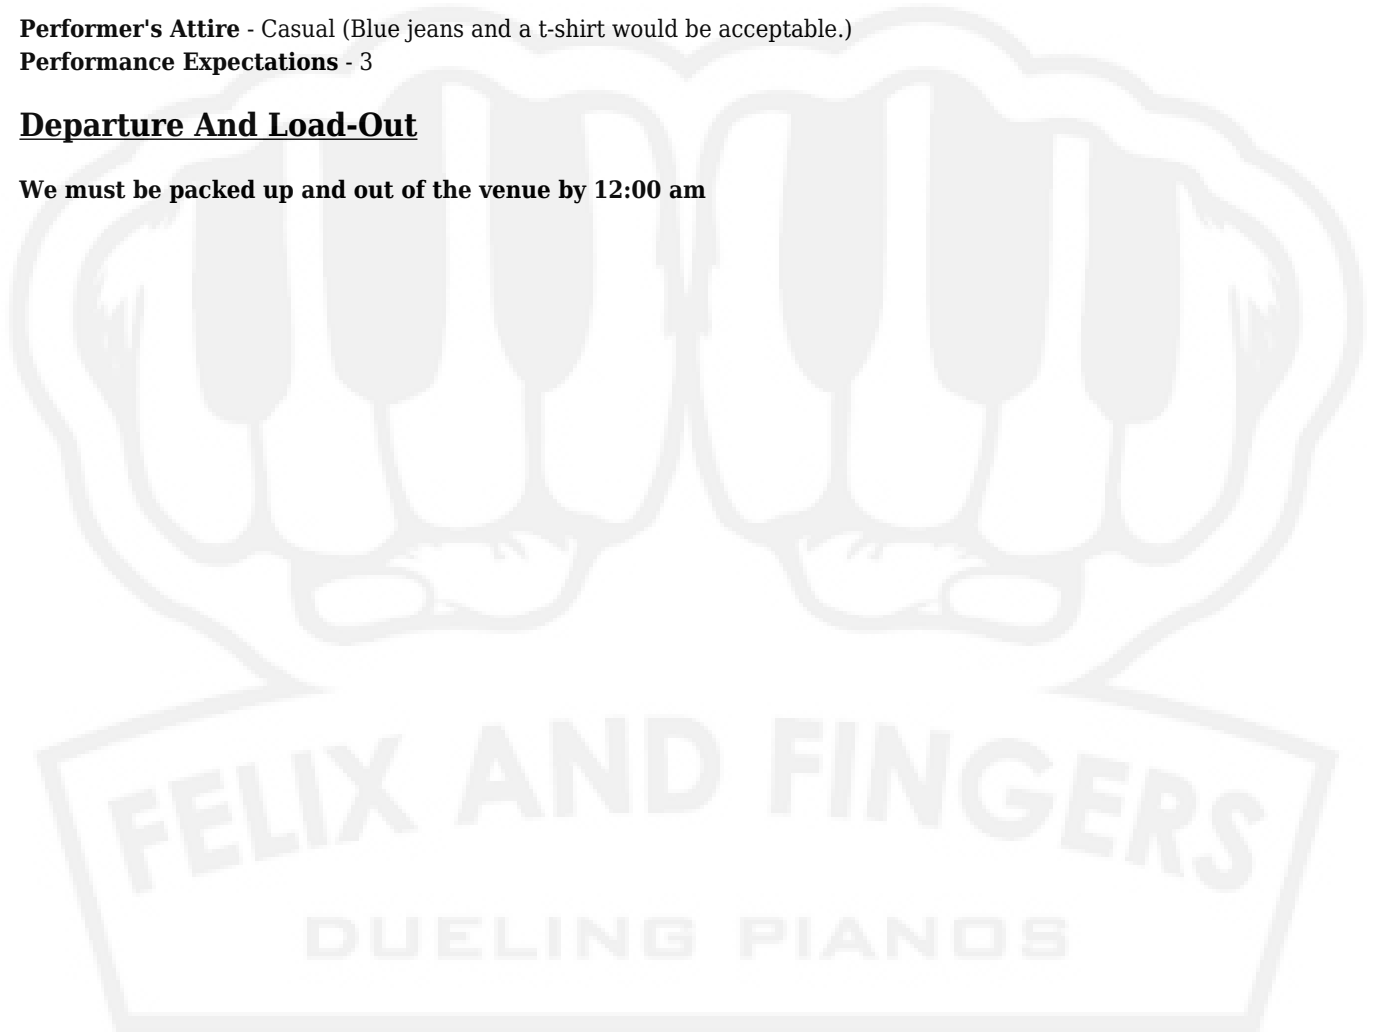 Performer's Attire - Casual (Blue jeans and a t-shirt would be acceptable.)
Performance Expectations - 3
Departure And Load-Out
We must be packed up and out of the venue by 12:00 am
FELIX AND FINGERS
DUELING PIANOS